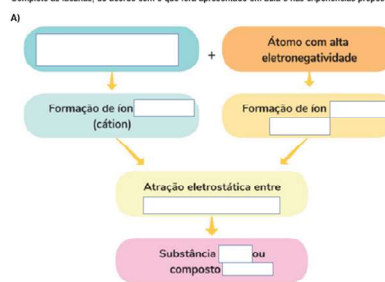 A)
+
Átomo com alta
eletronegatividade
Formação de íon
(cátion)
Formação de íon
Atração eletrostática entre
Substância ou
composto